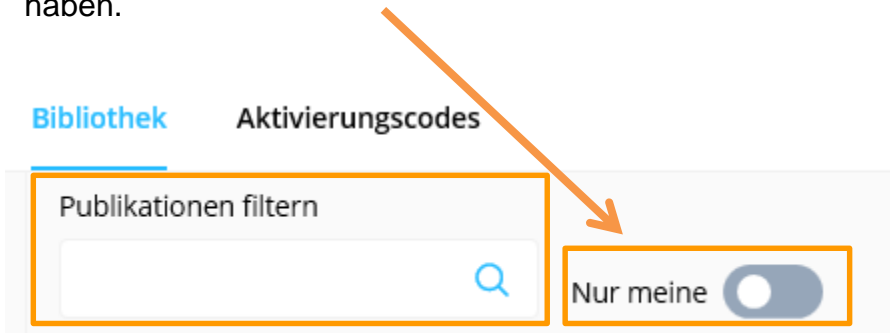 haben.
Bibliothek Aktivierungscodes
Publikationen filtern
Nur meine